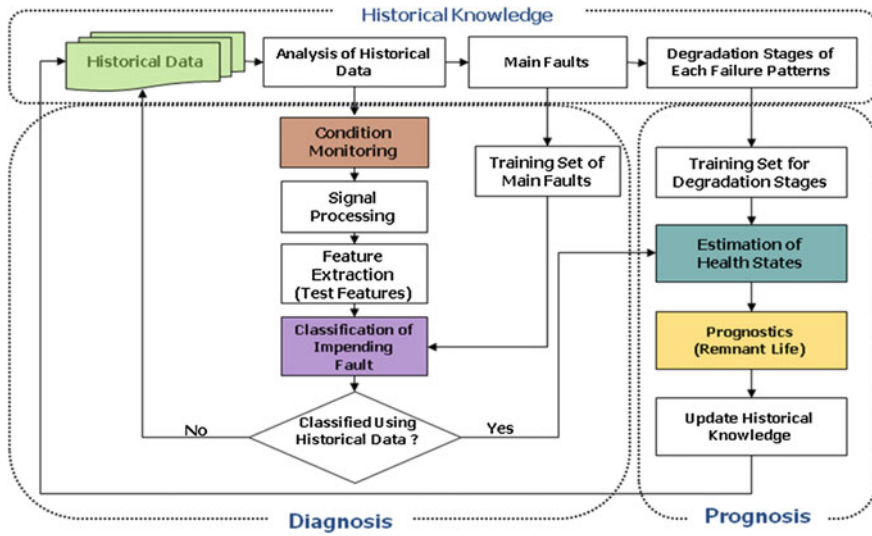 Historical Knowledge
Historical Data
Analysis of Historical
Data
Main Faults
Degradation Stages of
Each Failure Patterns
Condition
Monitoring
Training Set of
Main Faults
Training Set for
Degradation Stages
Signal
Processing
Feature
Extraction
(Test Features)
Estimation of
Health States
Classification of
Impending
Fault
Prognostics
(Remnant Life)
No
Classified Using
Historical Data ?
Yes
Update Historical
Knowledge
Diagnosis
Prognosis